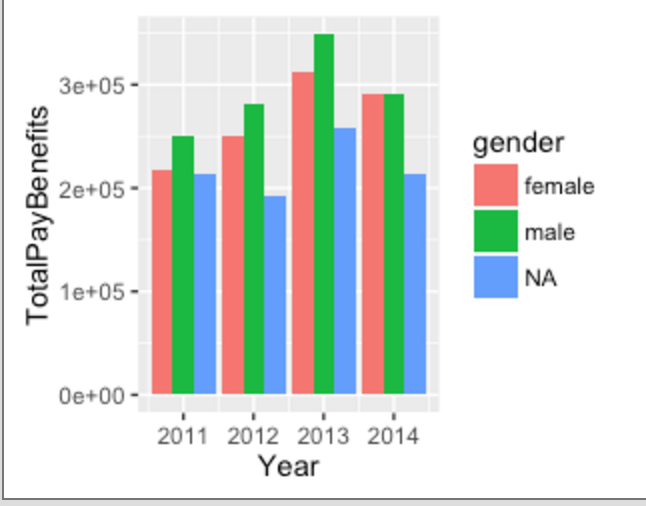 TotalPayBenefits
3e+05
2e+05
1e+05
0e+00
2011 2012 2013 2014
Year
gender
female
male
NA